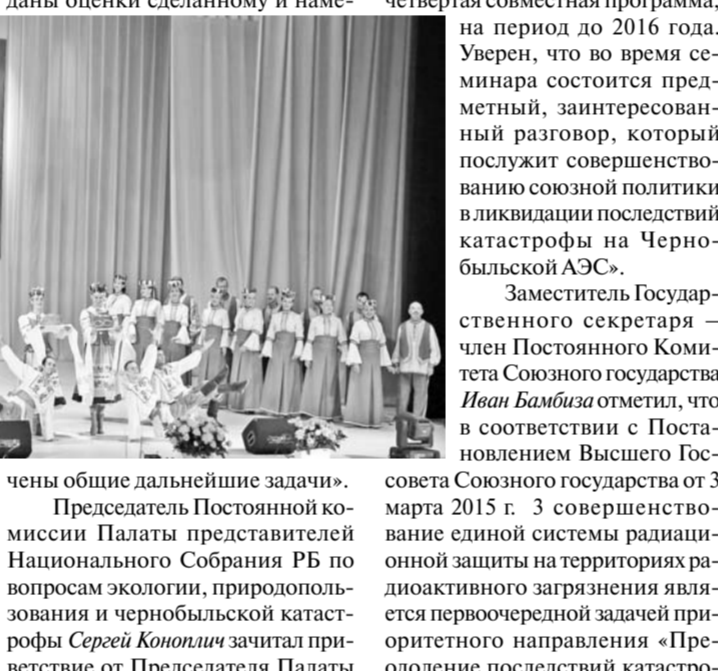 даны оценки сделанному и наме-
чены общие дальнейшие задачи».
Председатель Постоянной ко-
миссии Палаты представителей
Национального Собрания РБ по
вопросам экологии, природополь-
зования и чернобыльской катаст-
рофы Сергей Коноплич зачитал при-
ветствие от Председателя Палаты
четвертая совместная программа,
на период до 2016 года.
Уверен, что во время се-
минара состоится пред-
метный, заинтересован-
ный разговор, который
послужит совершенство-
ванию союзной политики
в ликвидации последствий
катастрофы на Черно-
быльской АЭС».
Заместитель Государ-
ственного секретаря –
член Постоянного Коми-
тета Союзного государства
Иван Бамбиза отметил, что
в соответствии с Поста-
новлением Высшего Гос-
совета Союзного государства от 3
марта 2015 г. 3 совершенство-
вание единой системы радиаци-
онной защиты на территориях ра-
диоактивного загрязнения явля-
ется первоочередной задачей при-
оритетного направления «Пре-
одоление последствий катастро-